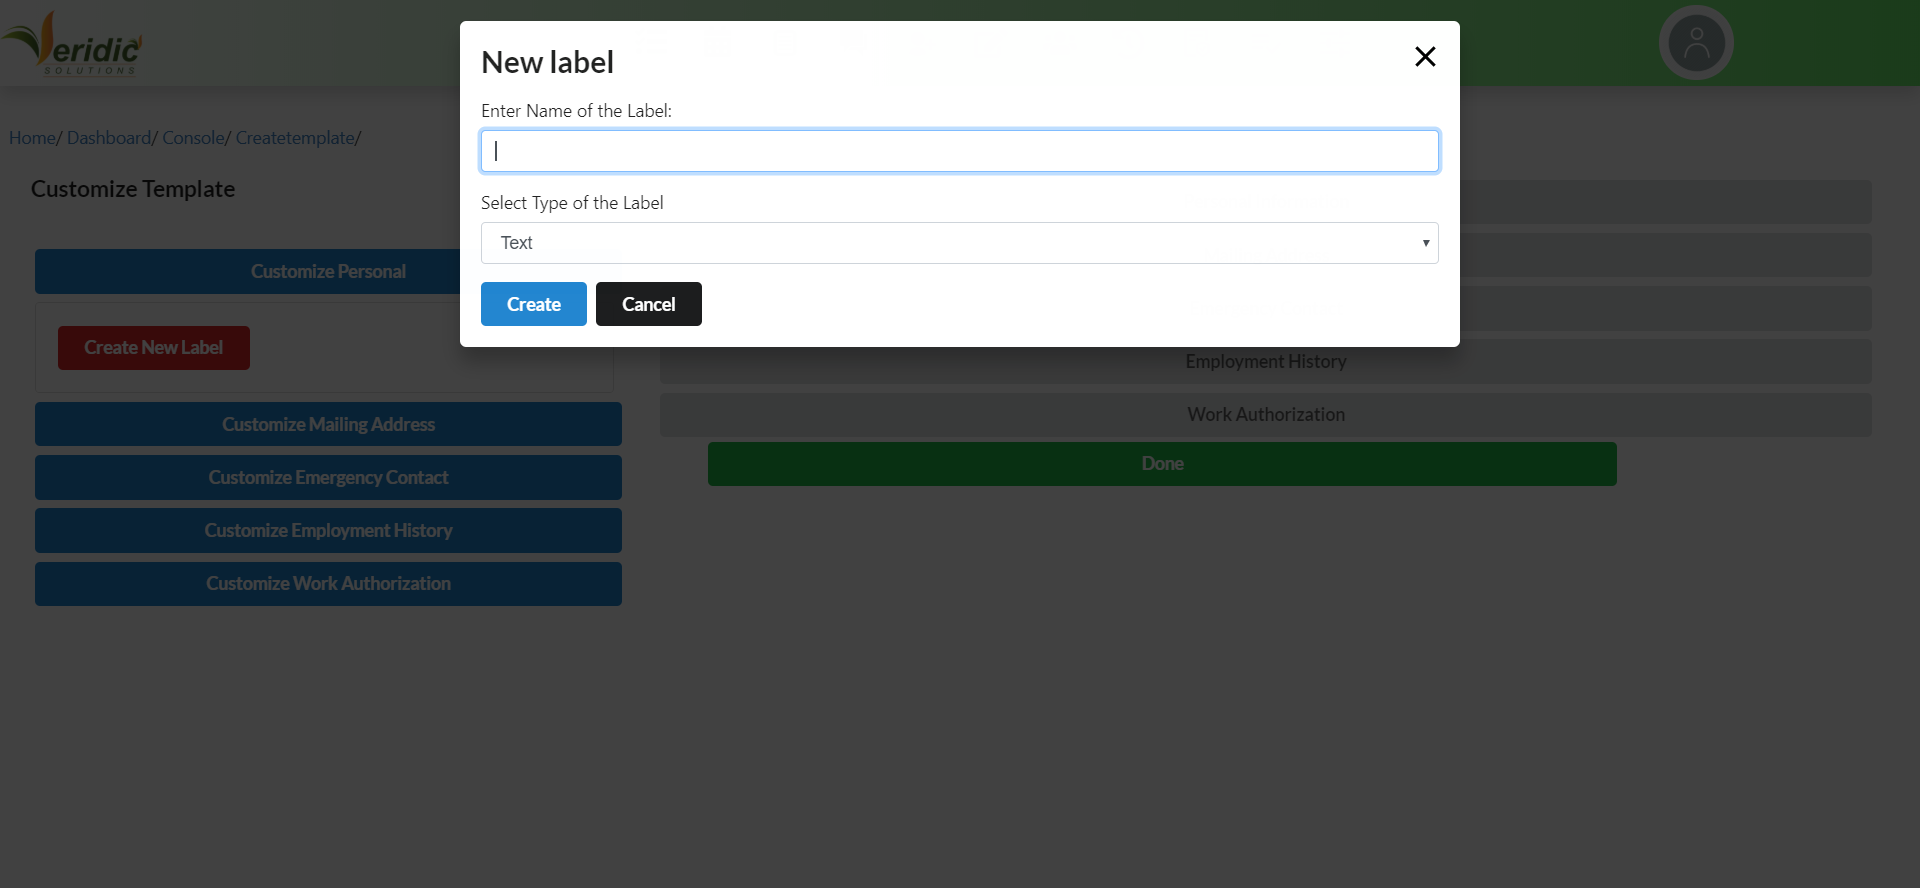 Veridic
SOLUTIONS
New label
Enter Name of the Label:
Select Type of the Label
Text
Create Cancel
Home/ Dashboard/ Console/ Createtemplate/
Customize Template
Customize Personal
Create New Label
Customize Mailing Address
Customize Emergency Contact
Customize Employment History
Customize Work Authorization
Employment History
Work Authorization
Done